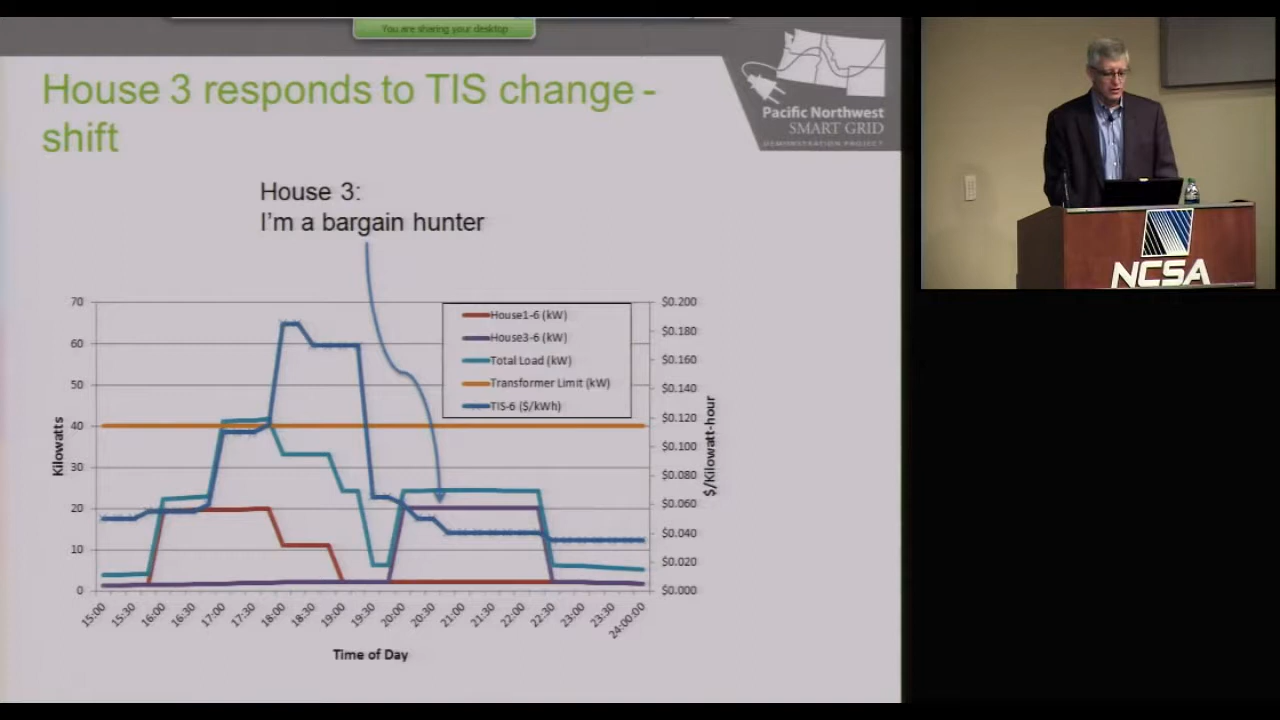 You are sharing your desktop
House 3 responds to TIS change -
shift
Pacific Northwest
SMART GRID
DEMONSTRATION PROJECT
House 3:
I'm a bargain hunter
70
60
50
40
30
20
10
0
Kilowatts
House1-6 (kW)
House3-6 (kW)
Total Load (kW)
Transformer Limit (kW)
TIS-6 ($/kWh)
$0.200
$0.180
$0.160
$0.140
$0.120
$0.100
$0.080
$0.060
$0.040
$0.020
$0.000
$/Kilowatt-hour
15:00
15:30
16:00
16:30
17:00
17:30
18:00
18:30
19:00
19:30
20:00
20:30
21:00
21:30
22:00
22:30
23:00
23:30
24:00:00
Time of Day
NCSA